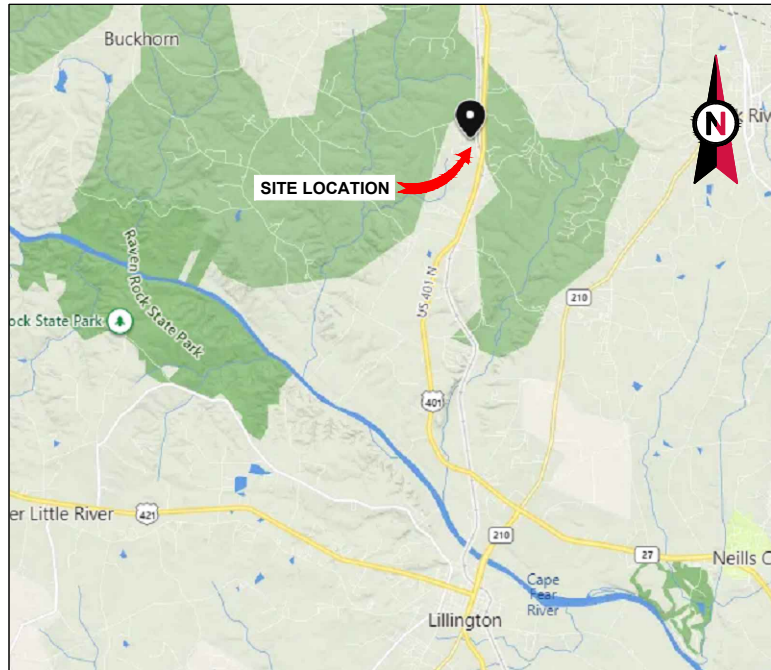 Buckhorn
N
k Riv
SITE LOCATION
Raven Rock State Park
US 401 N
210
ock State Park
401
er Little River
421
210
27
Neills C
Cape
Fear
River
Lillington